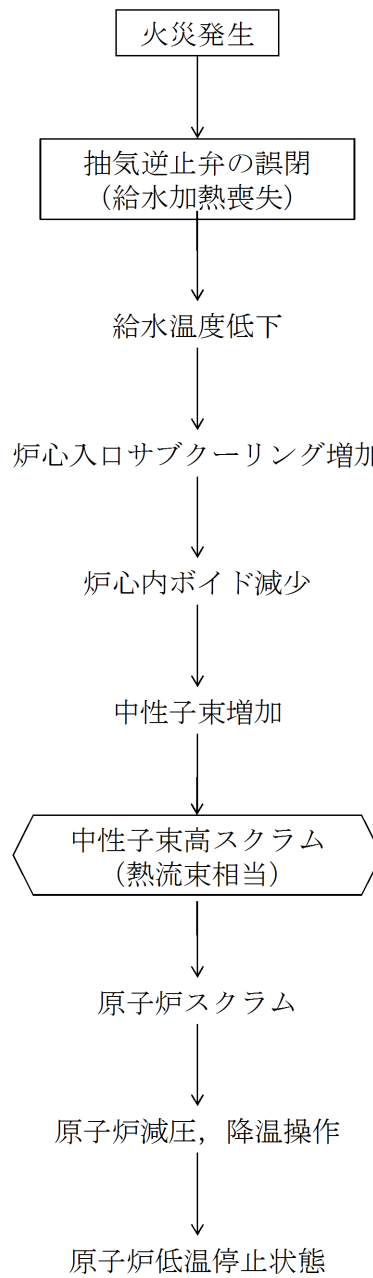 火災発生
抽気逆止弁の誤閉
（給水加熱喪失）
給水温度低下
炉心入口サブクーリング増加
炉心内ボイド減少
中性子束増加
中性子束高スクラム
（熱流束相当）
原子炉スクラム
原子炉減圧，降温操作
原子炉低温停止状態